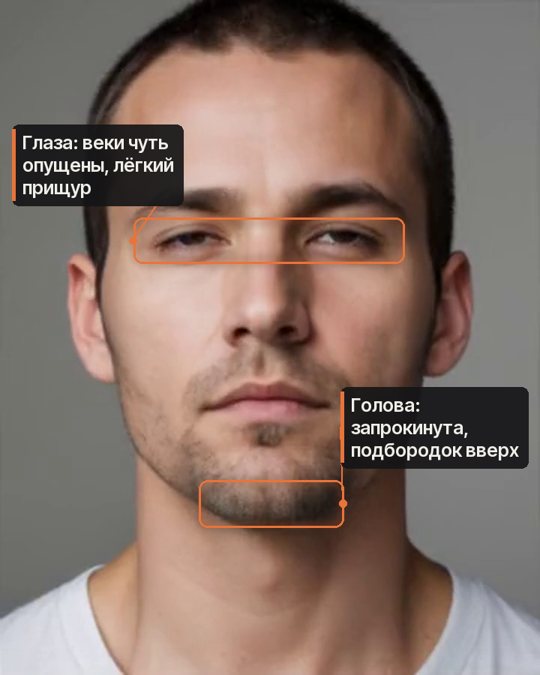 Глаза: веки чуть
опущены, лёгкий
прищур
Голова:
запрокинута,
подбородок вверх